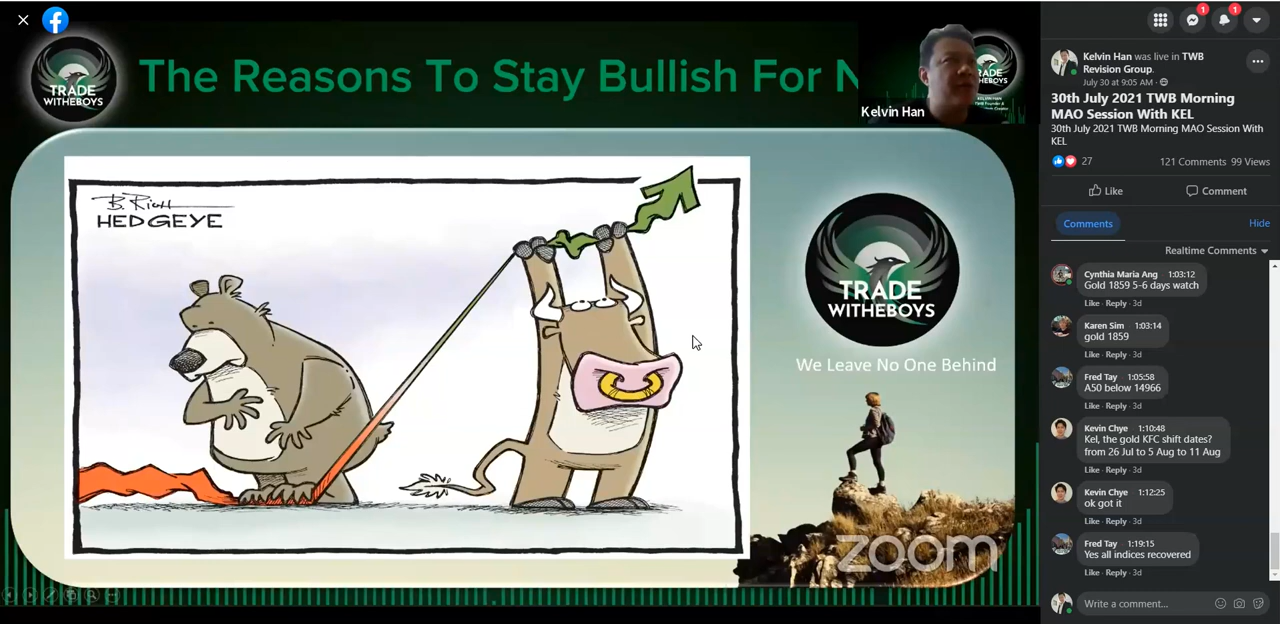 The Reasons To Stay Bullish For N
TRADE
WITHEBOYS
Kelvin Han
B. Rich
HEDGEYE
TRADE
WITHEBOYS
We Leave No One Behind
zoom
Kelvin Han was live in TWB
Revision Group.
July 30 at 9:05 AM ·
30th July 2021 TWB Morning
MAO Session With KEL
30th July 2021 TWB Morning MAO Session With
KEL
27
121 Comments 99 Views
Like
Comment
Comments
Hide
Realtime Comments
Cynthia Maria Ang 1:03:12
Gold 1859 5-6 days watch
Like · Reply · 3d
Karen Sim 1:03:14
gold 1859
Like · Reply · 3d
Fred Tay 1:05:58
A50 below 14966
Like · Reply · 3d
Kevin Chye 1:10:48
Kel, the gold KFC shift dates?
from 26 Jul to 5 Aug to 11 Aug
Like · Reply · 3d
Kevin Chye 1:12:25
ok got it
Like · Reply · 3d
Fred Tay 1:19:15
Yes all indices recovered
Like · Reply · 3d
Write a comment...